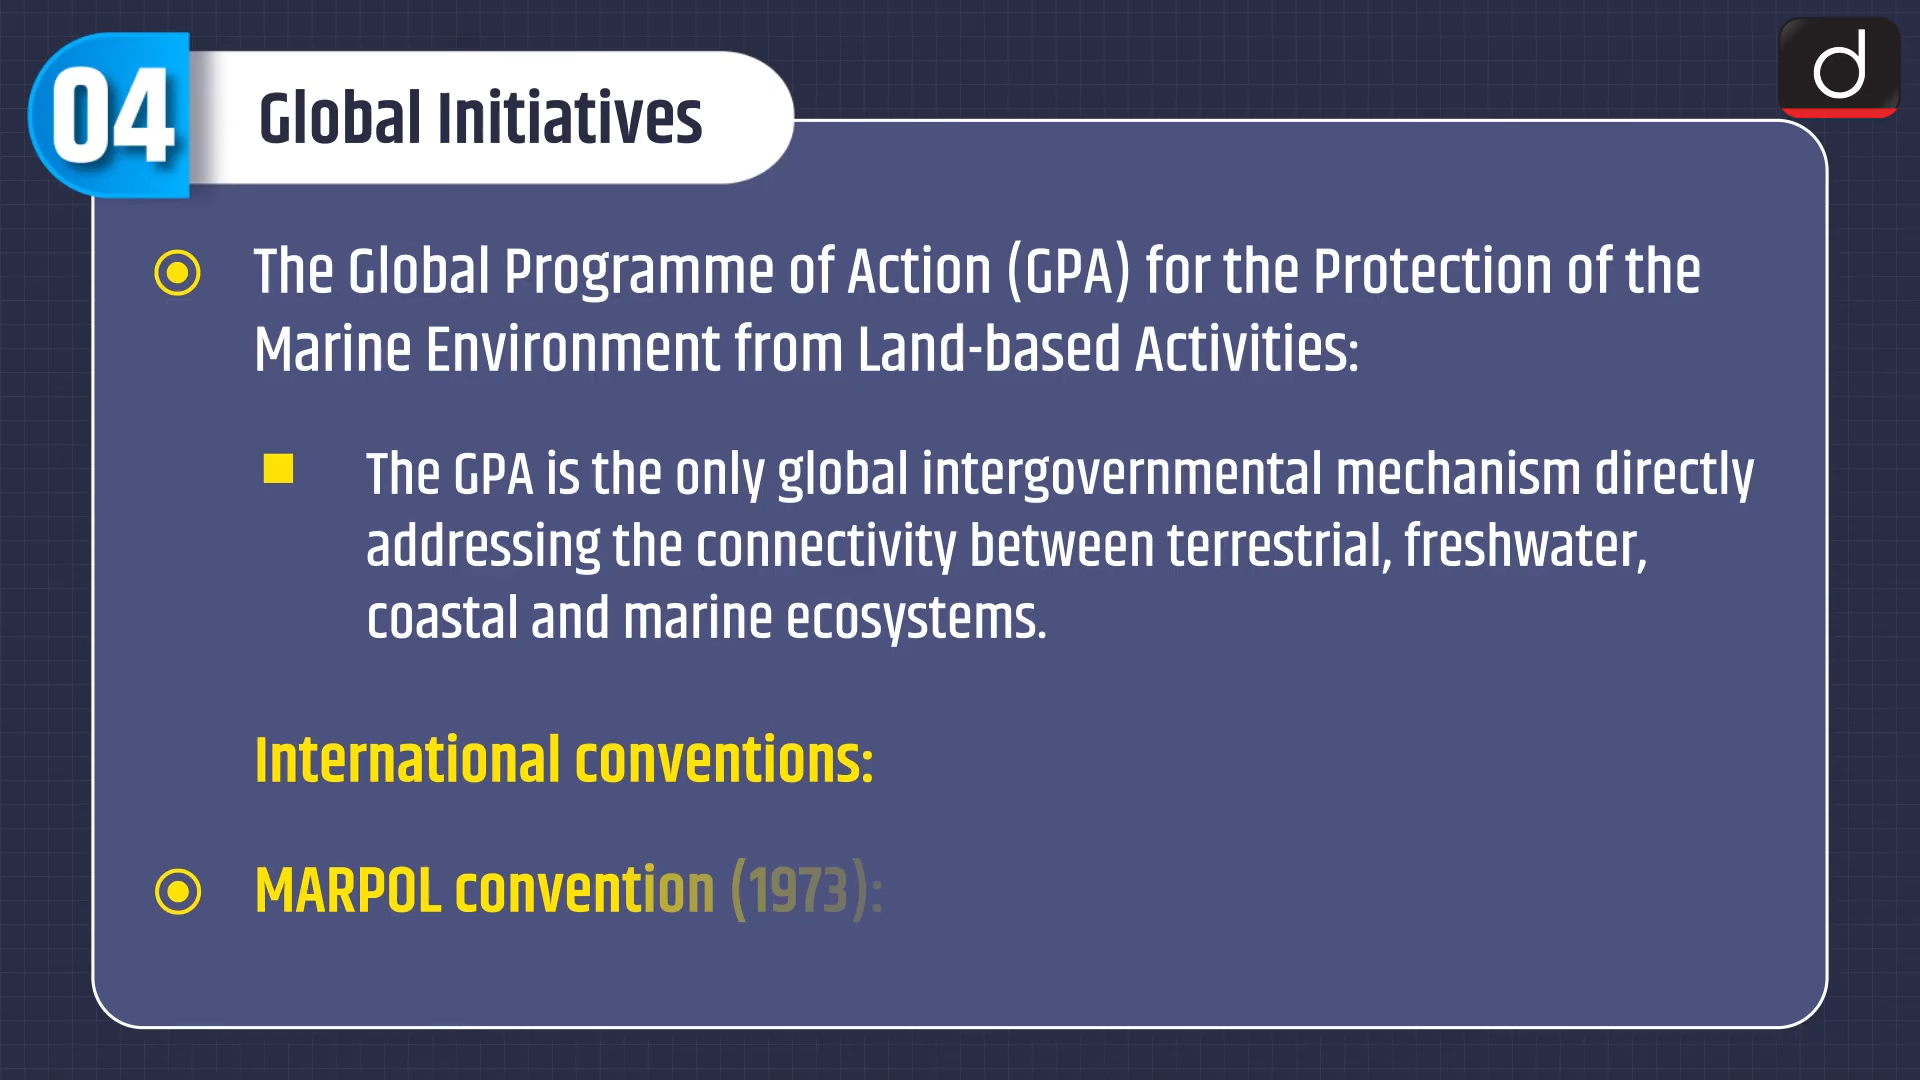 04
Global Initiatives
d
The Global Programme of Action (GPA) for the Protection of the
Marine Environment from Land-based Activities:
The GPA is the only global intergovernmental mechanism directly
addressing the connectivity between terrestrial, freshwater,
coastal and marine ecosystems.
International conventions:
MARPOL convention (1973):